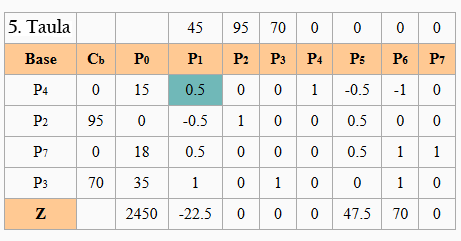 5. Taula 45 95 70 0 0 0 0
Base Cb P0 P1 P2 P3 P4 P5 P6 P7
P4 0 15 0.5 0 0 1 -0.5 -1 0
P2 95 0 -0.5 1 0 0 0.5 0 0
P7 0 18 0.5 0 0 0 0.5 1 1
P3 70 35 1 0 1 0 0 1 0
Z 2450 -22.5 0 0 0 47.5 70 0